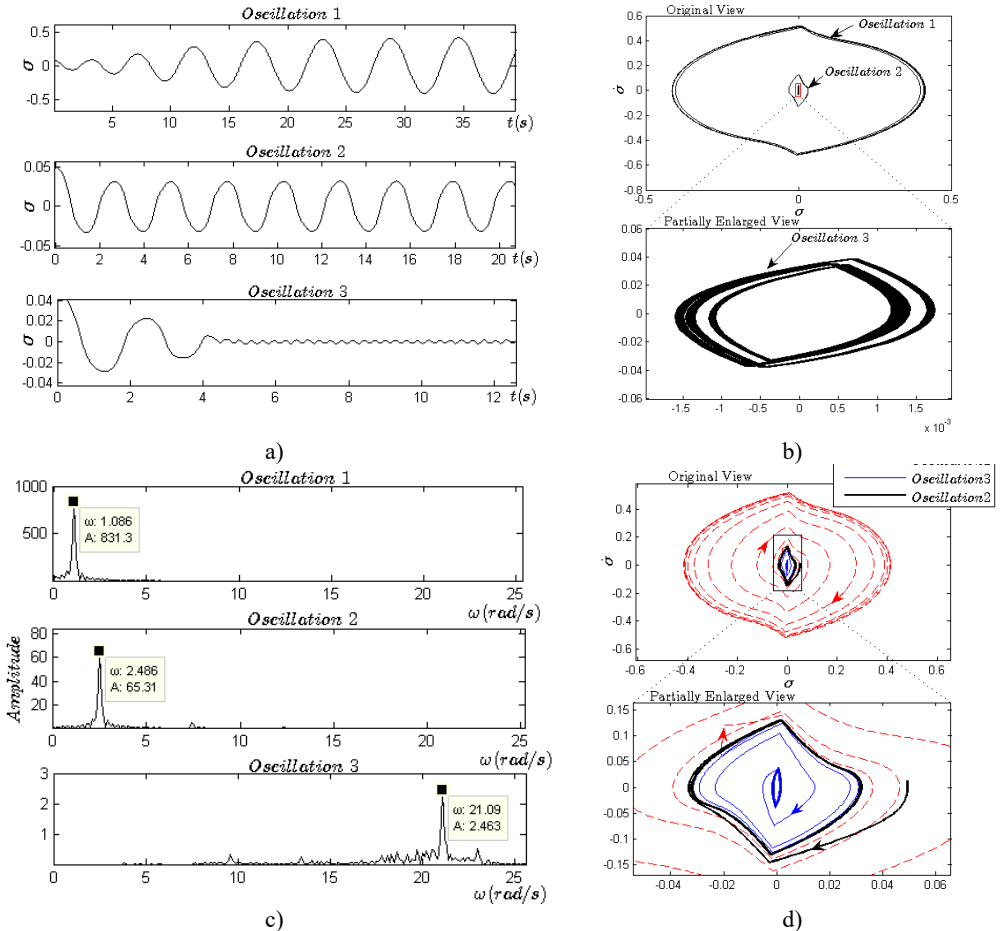 Oscillation 1
0.5
0
-0.5
σ
5 10 15 20 25 30 35
t(s)
Oscillation 2
0.05
0
-0.05
σ
0 2 4 6 8 10 12 14 16 18 20
t(s)
Oscillation 3
0.04
0.02
0
-0.02
-0.04
σ
0 2 4 6 8 10 12
t(s)
a)
Original View
0.6
0.4
0.2
0
-0.2
-0.4
-0.6
-0.8
σ̇
Oscillation 1
Oscillation 2
-0.5 0 0.5
σ
Partially Enlarged View
0.06
0.04
0.02
0
-0.02
-0.04
-0.06
Oscillation 3
-1.5 -1 -0.5 0 0.5 1 1.5
x 10⁻³
b)
Oscillation 1
1000
500
ω: 1.086
A: 831.3
0 5 10 15 20 25
ω(rad/s)
Oscillation 2
80
60
40
20
Amplitude
ω: 2.486
A: 65.31
0 5 10 15 20 25
ω(rad/s)
Oscillation 3
3
2
1
ω: 21.09
A: 2.463
0 5 10 15 20 25
ω(rad/s)
c)
Original View
Oscillation3
Oscillation2
0.4
0.2
0
-0.2
-0.4
-0.6
σ̇
-0.6 -0.4 -0.2 0 0.2 0.4 0.6
σ
Partially Enlarged View
0.15
0.1
0.05
0
-0.05
-0.1
-0.15
-0.04 -0.02 0 0.02 0.04 0.06
d)